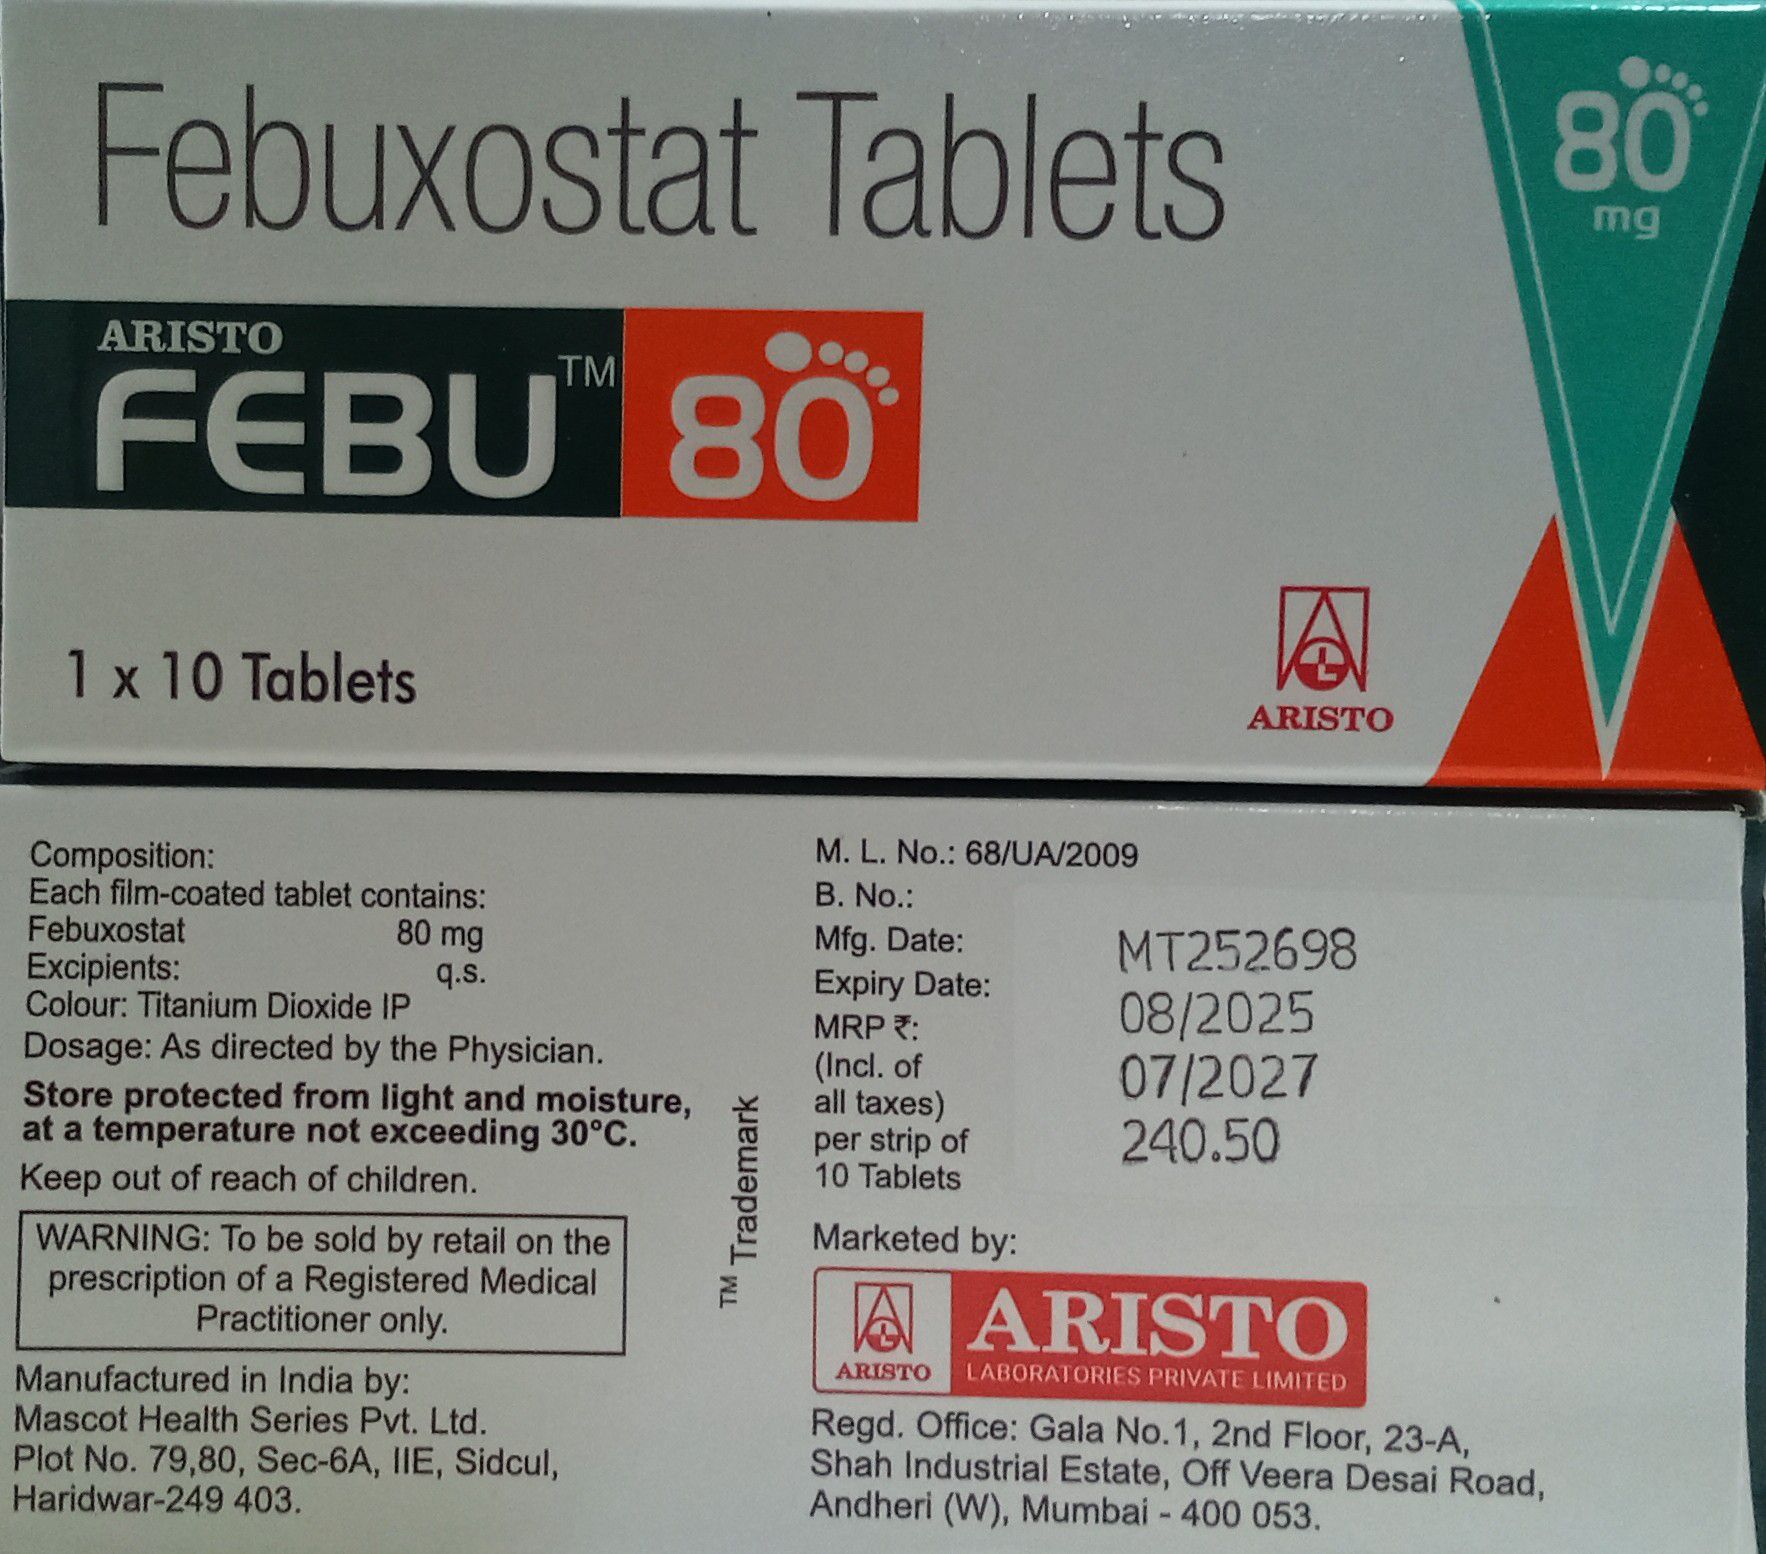 Febuxostat Tablets
80
mg
ARISTO
FEBU™ 80
1 x 10 Tablets
ARISTO
Composition:
Each film-coated tablet contains:
Febuxostat 80 mg
Excipients: q.s.
Colour: Titanium Dioxide IP
Dosage: As directed by the Physician.
Store protected from light and moisture,
at a temperature not exceeding 30°C.
Keep out of reach of children.
WARNING: To be sold by retail on the
prescription of a Registered Medical
Practitioner only.
Manufactured in India by:
Mascot Health Series Pvt. Ltd.
Plot No. 79,80, Sec-6A, IIE, Sidcul,
Haridwar-249 403.
™ Trademark
M. L. No.: 68/UA/2009
B. No.:
Mfg. Date:
Expiry Date:
MRP ₹:
(Incl. of
all taxes)
per strip of
10 Tablets
MT252698
08/2025
07/2027
240.50
Marketed by:
ARISTO
ARISTO
LABORATORIES PRIVATE LIMITED
Regd. Office: Gala No.1, 2nd Floor, 23-A,
Shah Industrial Estate, Off Veera Desai Road,
Andheri (W), Mumbai - 400 053.